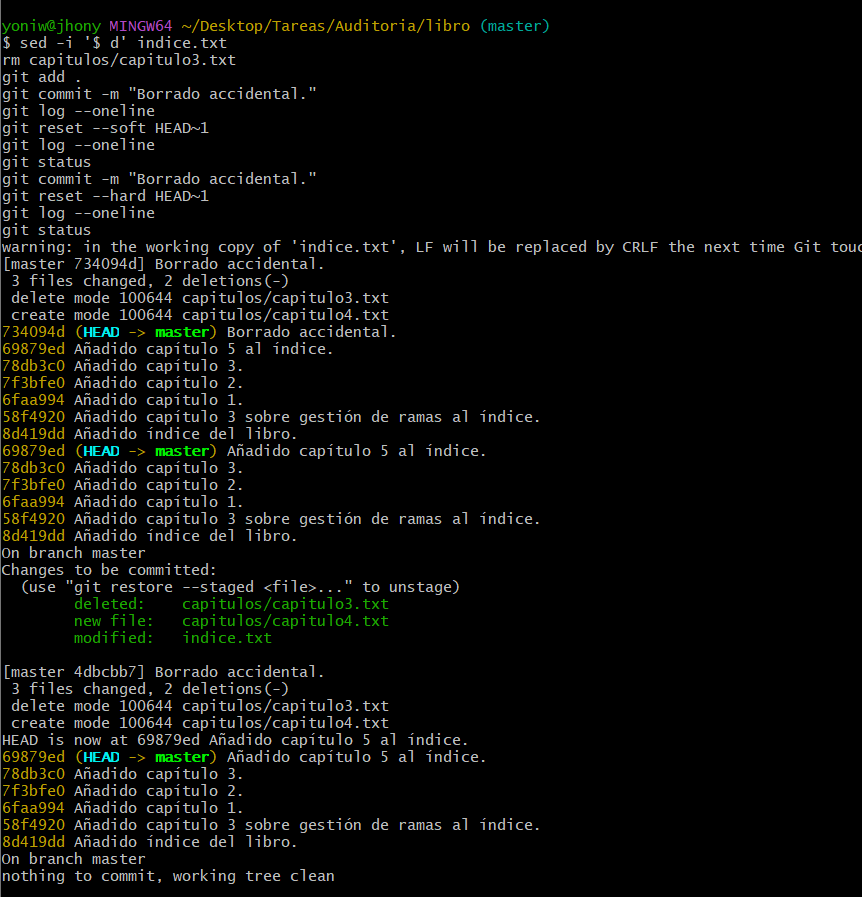 yoniw@jhony MINGW64 ~/Desktop/Tareas/Auditoria/libro (master)
$ sed -i '$ d' indice.txt
rm capitulos/capitulo3.txt
git add .
git commit -m "Borrado accidental."
git log --oneline
git reset --soft HEAD~1
git log --oneline
git status
git commit -m "Borrado accidental."
git reset --hard HEAD~1
git log --oneline
git status
warning: in the working copy of 'indice.txt', LF will be replaced by CRLF the next time Git touc
[master 734094d] Borrado accidental.
 3 files changed, 2 deletions(-)
 delete mode 100644 capitulos/capitulo3.txt
 create mode 100644 capitulos/capitulo4.txt
734094d (HEAD -> master) Borrado accidental.
69879ed Añadido capítulo 5 al índice.
78db3c0 Añadido capítulo 3.
7f3bfe0 Añadido capítulo 2.
6faa994 Añadido capítulo 1.
58f4920 Añadido capítulo 3 sobre gestión de ramas al índice.
8d419dd Añadido índice del libro.
69879ed (HEAD -> master) Añadido capítulo 5 al índice.
78db3c0 Añadido capítulo 3.
7f3bfe0 Añadido capítulo 2.
6faa994 Añadido capítulo 1.
58f4920 Añadido capítulo 3 sobre gestión de ramas al índice.
8d419dd Añadido índice del libro.
On branch master
Changes to be committed:
  (use "git restore --staged <file>..." to unstage)
        deleted:    capitulos/capitulo3.txt
        new file:   capitulos/capitulo4.txt
        modified:   indice.txt

[master 4dbcbb7] Borrado accidental.
 3 files changed, 2 deletions(-)
 delete mode 100644 capitulos/capitulo3.txt
 create mode 100644 capitulos/capitulo4.txt
HEAD is now at 69879ed Añadido capítulo 5 al índice.
69879ed (HEAD -> master) Añadido capítulo 5 al índice.
78db3c0 Añadido capítulo 3.
7f3bfe0 Añadido capítulo 2.
6faa994 Añadido capítulo 1.
58f4920 Añadido capítulo 3 sobre gestión de ramas al índice.
8d419dd Añadido índice del libro.
On branch master
nothing to commit, working tree clean